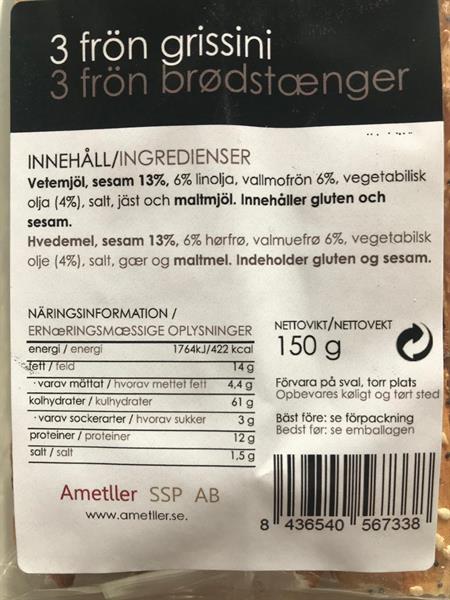 3 frön grissini
3 frön brødstænger
INNEHÅLL/INGREDIENSER
Vetemjöl, sesam 13%, 6% linolja, vallmofrön 6%, vegetabilisk
olja (4%), salt, jäst och maltmjöl. Innehåller gluten och
sesam.
Hvedemel, sesam 13%, 6% hørfrø, valmuefrø 6%, vegetabilsk
olje (4%), salt, gær og maltmel. Indeholder gluten og sesam.
NÄRINGSINFORMATION /
ERNæRINGSMæSSIGE OPLYSNINGER
energi / energi 1764kJ/422 kcal
fett / feld 14 g
· varav mättat / hvorav mettet fett 4,4 g
kolhydrater / kulhydrater 61 g
· varav sockerarter / hvorav sukker 3 g
proteiner / proteiner 12 g
salt / salt 1,5 g
NETTOVIKT/NETTOVEKT
150 g
Förvara på sval, torr plats
Opbevares køligt og tørt sted
Bäst före: se förpackning
Bedst før: se emballagen
Ametller SSP AB
www.ametller.se.
8 436540 567338